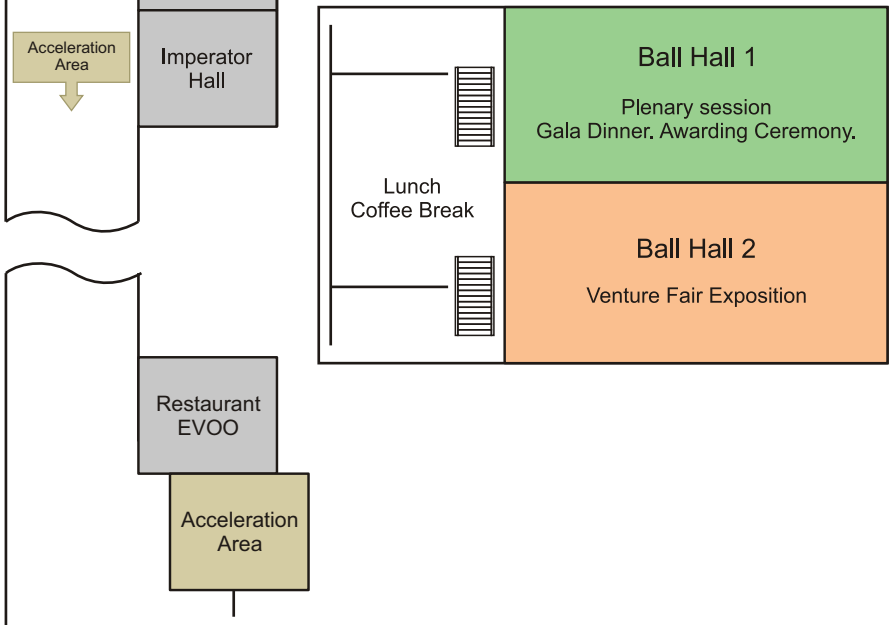 Acceleration
Area
Imperator
Hall
Ball Hall 1
Plenary session
Gala Dinner. Awarding Ceremony.
Lunch
Coffee Break
Ball Hall 2
Venture Fair Exposition
Restaurant
EVOO
Acceleration
Area